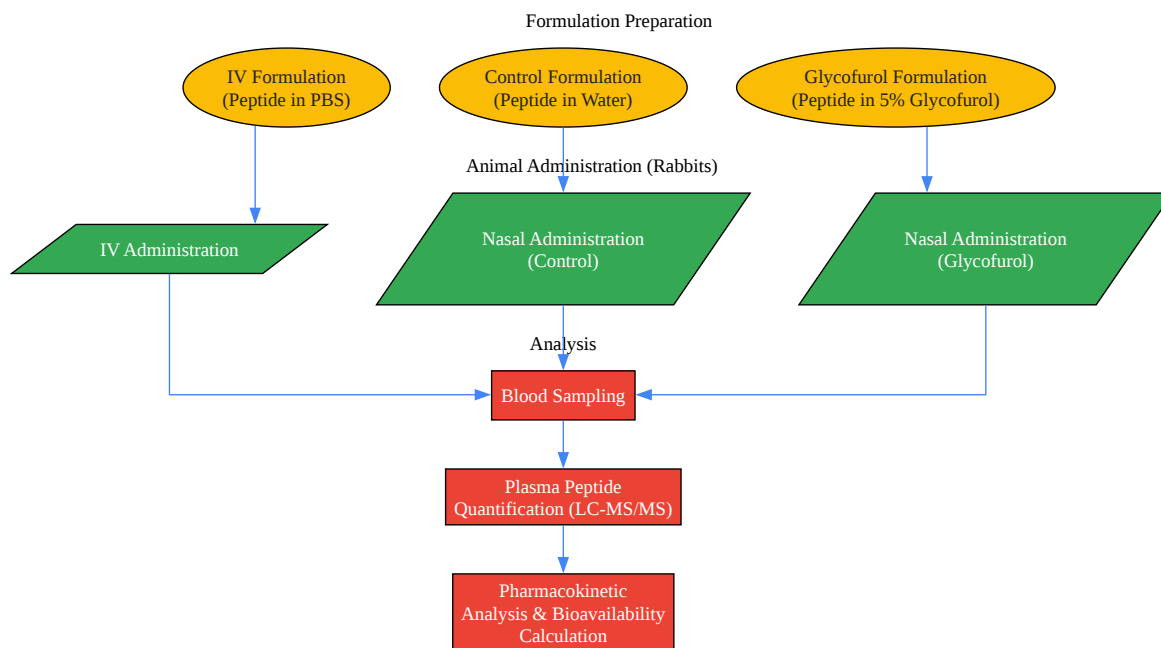 Formulation Preparation
IV Formulation
(Peptide in PBS)
Control Formulation
(Peptide in Water)
Glycofurol Formulation
(Peptide in 5% Glycofurol)
Animal Administration (Rabbits)
IV Administration
Nasal Administration
(Control)
Nasal Administration
(Glycofurol)
Analysis
Blood Sampling
Plasma Peptide
Quantification (LC-MS/MS)
Pharmacokinetic
Analysis & Bioavailability
Calculation